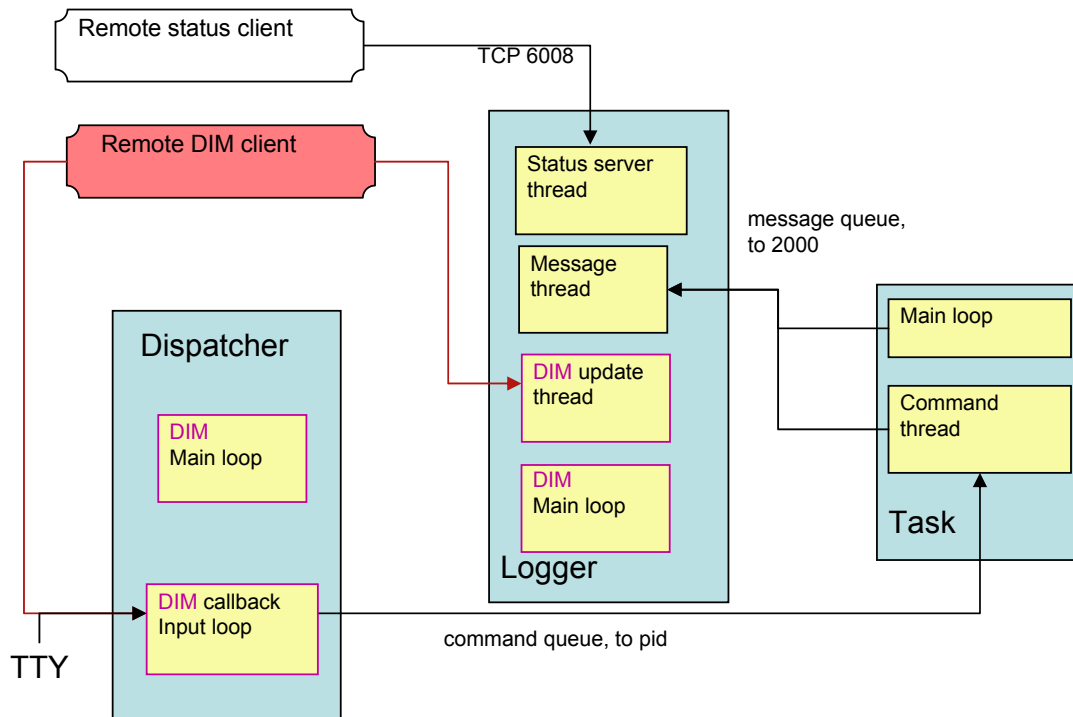 Remote status client
TCP 6008
Remote DIM client
Status server
thread
message queue,
to 2000
Message
thread
Main loop
Dispatcher
DIM update
thread
Command
thread
DIM
Main loop
DIM
Main loop
Task
Logger
DIM callback
Input loop
command queue, to pid
TTY